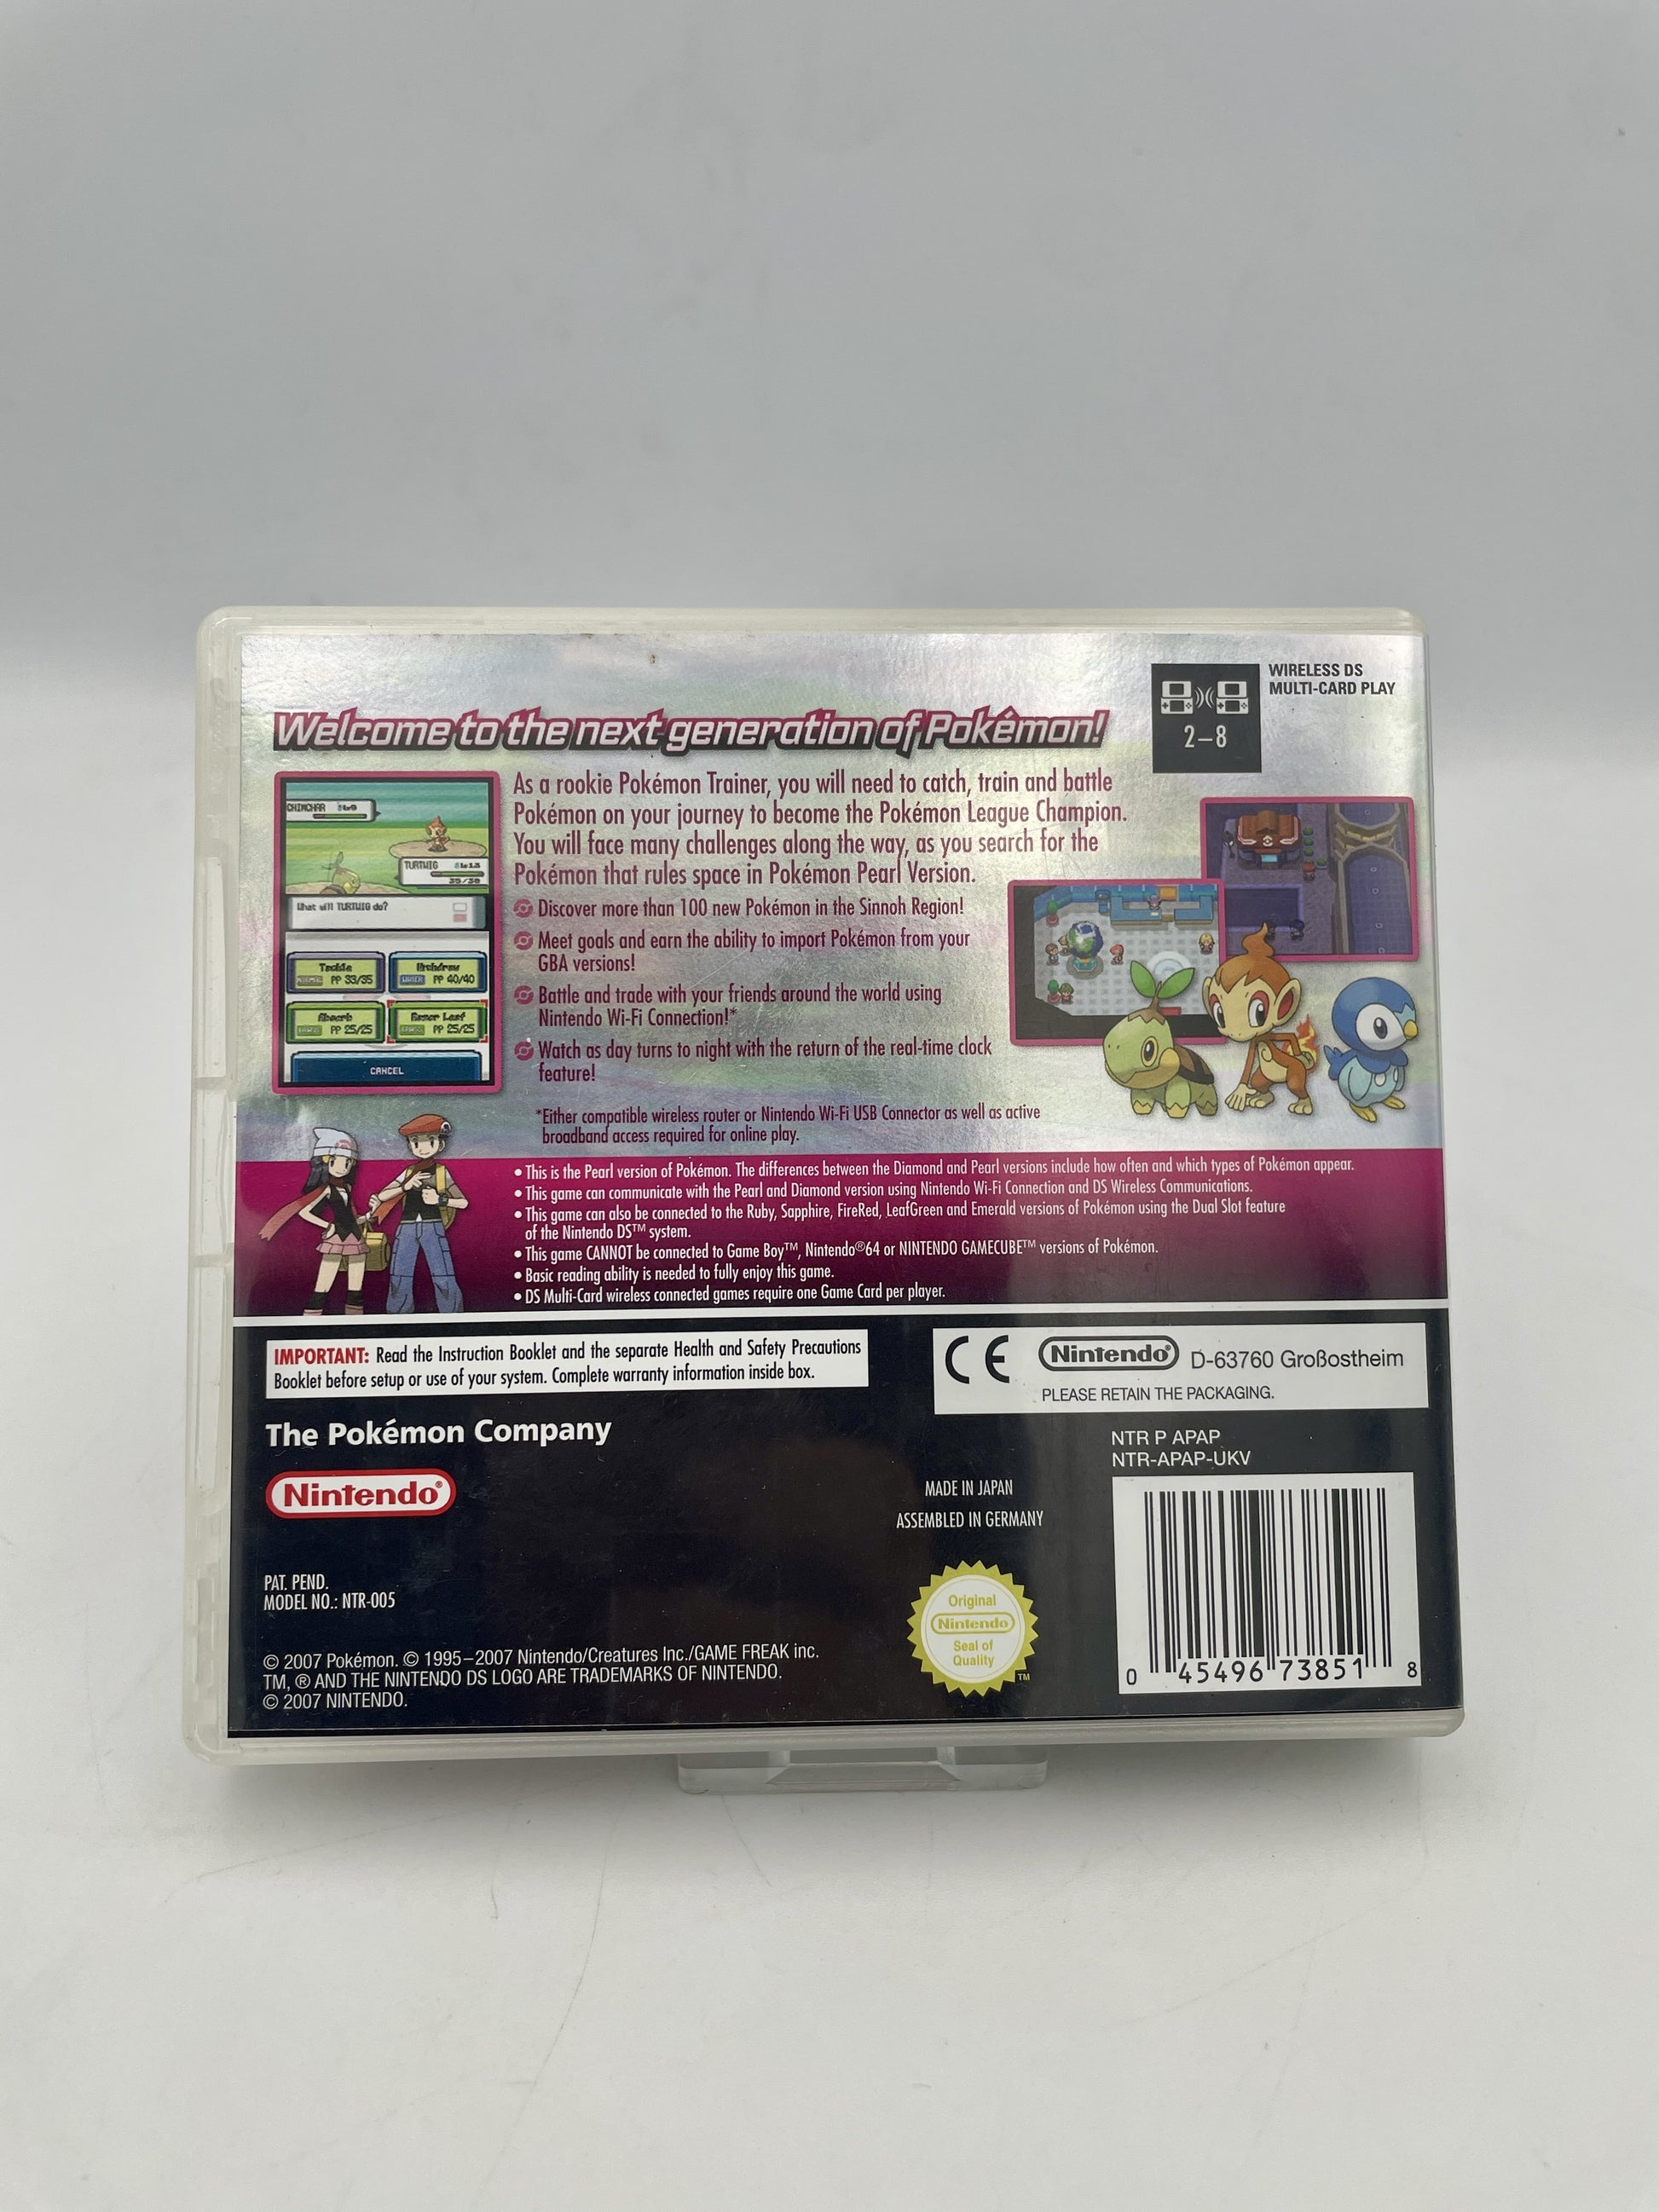 WIRELESS DS
MULTI-CARD PLAY
2–8
Welcome to the next generation of Pokémon!
CHIMCHAR Lv9
TURTWIG Lv13
What will TURTWIG do?
Tackle
PP 33/35
Withdraw
PP 40/40
Absorb
PP 25/25
Razor Leaf
PP 25/25
CANCEL
As a rookie Pokémon Trainer, you will need to catch, train and battle
Pokémon on your journey to become the Pokémon League Champion.
You will face many challenges along the way, as you search for the
Pokémon that rules space in Pokémon Pearl Version.
Discover more than 100 new Pokémon in the Sinnoh Region!
Meet goals and earn the ability to import Pokémon from your
GBA versions!
Battle and trade with your friends around the world using
Nintendo Wi-Fi Connection!*
Watch as day turns to night with the return of the real-time clock
feature!
*Either compatible wireless router or Nintendo Wi-Fi USB Connector as well as active
broadband access required for online play.
• This is the Pearl version of Pokémon. The differences between the Diamond and Pearl versions include how often and which types of Pokémon appear.
• This game can communicate with the Pearl and Diamond version using Nintendo Wi-Fi Connection and DS Wireless Communications.
• This game can also be connected to the Ruby, Sapphire, FireRed, LeafGreen and Emerald versions of Pokémon using the Dual Slot feature
of the Nintendo DS™ system.
• This game CANNOT be connected to Game Boy™, Nintendo®64 or NINTENDO GAMECUBE™ versions of Pokémon.
• Basic reading ability is needed to fully enjoy this game.
• DS Multi-Card wireless connected games require one Game Card per player.
IMPORTANT: Read the Instruction Booklet and the separate Health and Safety Precautions
Booklet before setup or use of your system. Complete warranty information inside box.
CE Nintendo® D-63760 Großostheim
PLEASE RETAIN THE PACKAGING.
The Pokémon Company
Nintendo®
NTR P APAP
NTR-APAP-UKV
MADE IN JAPAN
ASSEMBLED IN GERMANY
PAT. PEND.
MODEL NO.: NTR-005
Original
Nintendo
Seal of
Quality
TM
© 2007 Pokémon. © 1995–2007 Nintendo/Creatures Inc./GAME FREAK inc.
TM, ® AND THE NINTENDO DS LOGO ARE TRADEMARKS OF NINTENDO.
© 2007 NINTENDO.
0 45496 73851 8